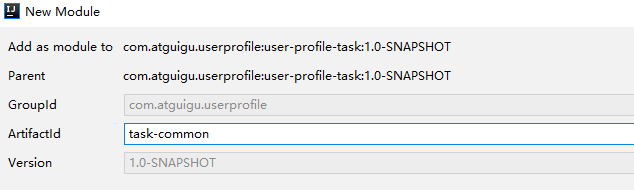 New Module
Add as module to com.atguigu.userprofile:user-profile-task:1.0-SNAPSHOT
Parent com.atguigu.userprofile:user-profile-task:1.0-SNAPSHOT
GroupId com.atguigu.userprofile
ArtifactId task-common
Version 1.0-SNAPSHOT